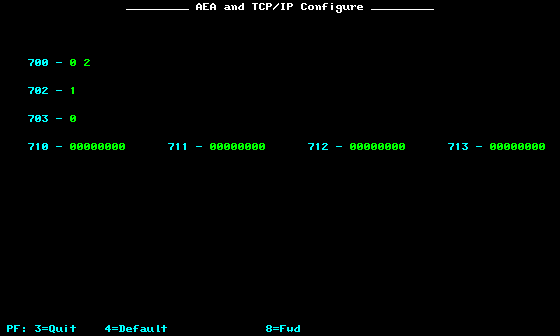 AEA and TCP/IP Configure
700 - 0 2
702 - 1
703 - 0
710 - 00000000 711 - 00000000 712 - 00000000 713 - 00000000
PF: 3=Quit 4=Default 8=Fwd